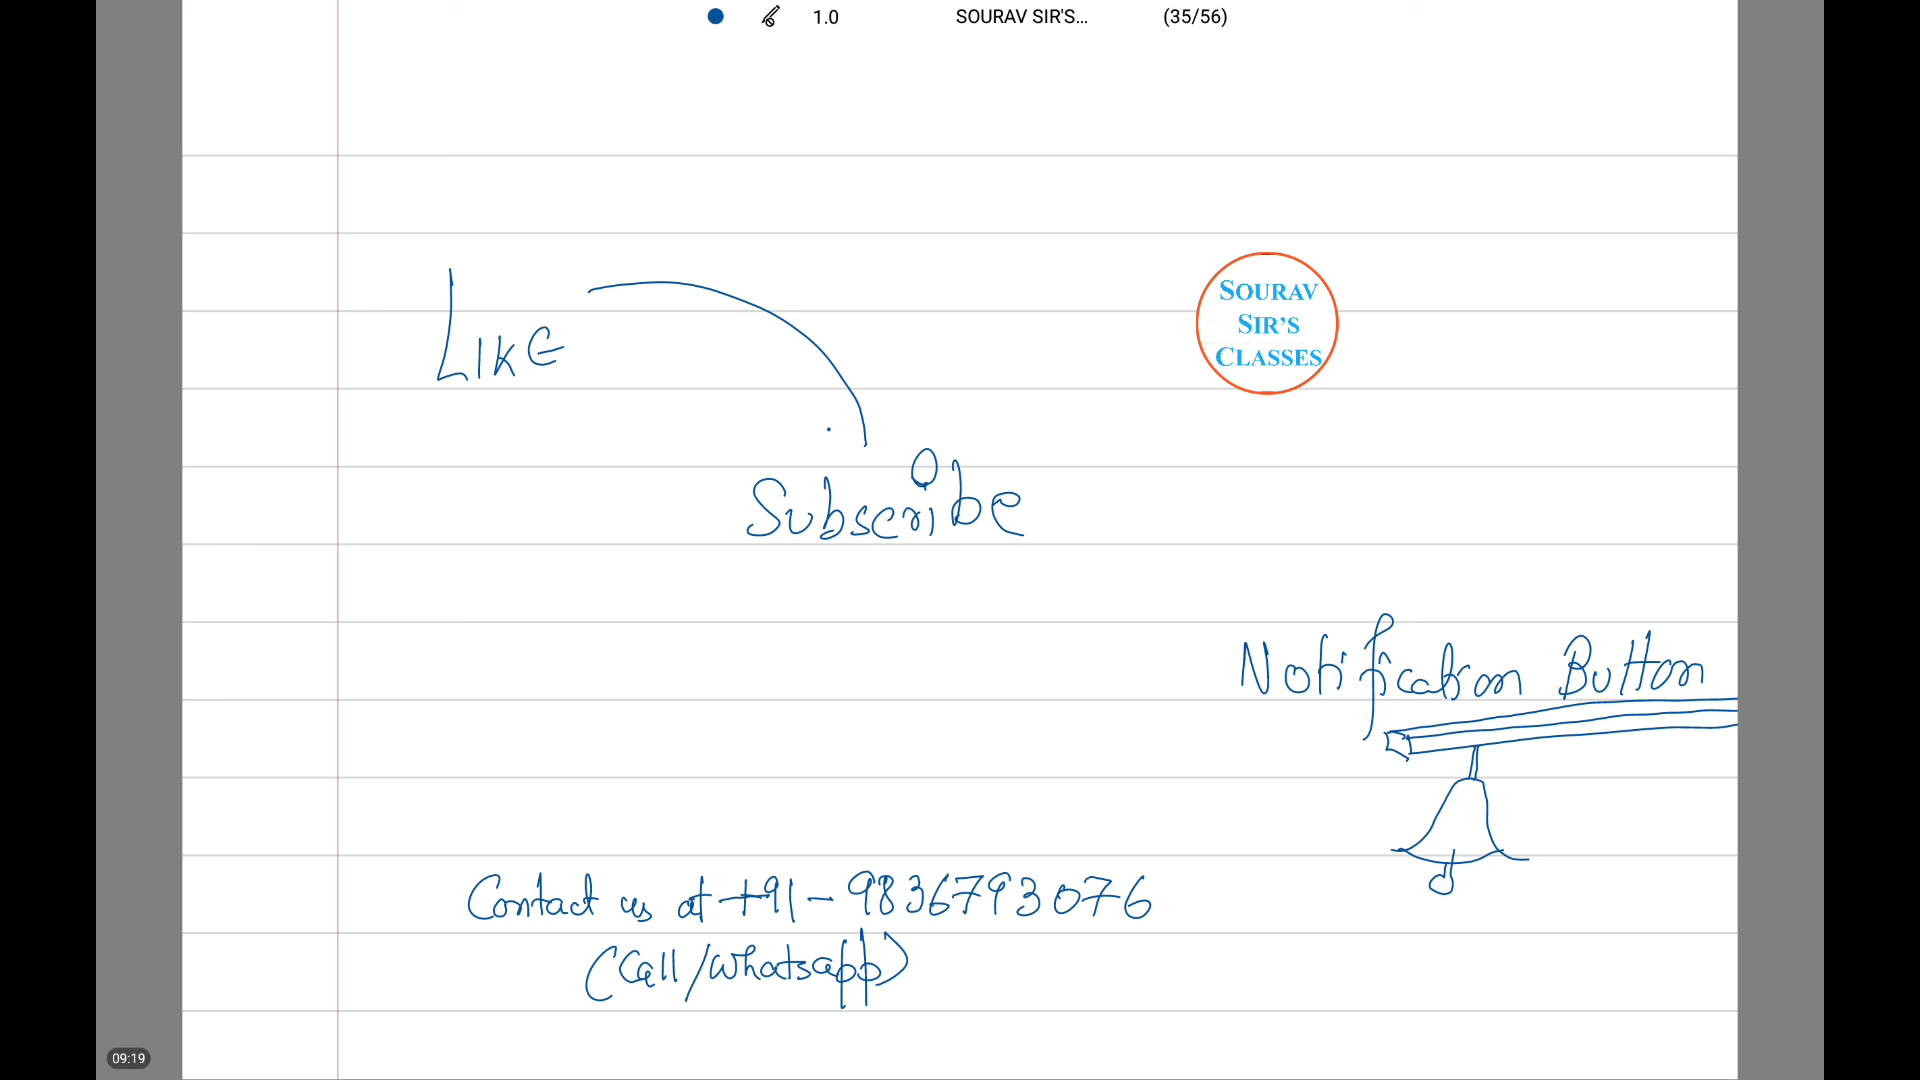 1.0 SOURAV SIR'S... (35/56)
LIKE
SOURAV
SIR'S
CLASSES
Subscribe
Notification Button
Contact us at +91-9836793076
(Call/whatsapp)
09:19